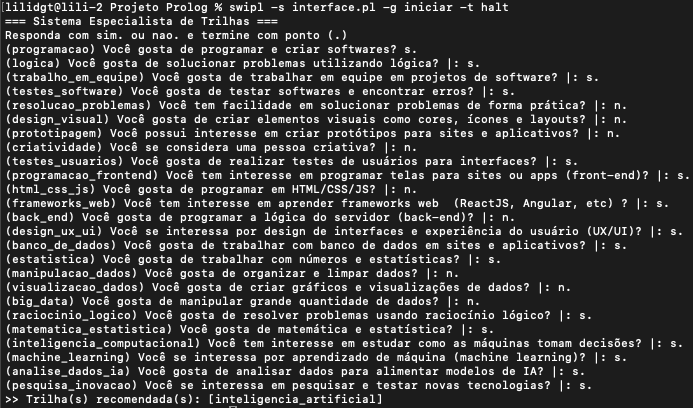 [lilidgt@lili-2 Projeto Prolog % swipl -s interface.pl -g iniciar -t halt
=== Sistema Especialista de Trilhas ===
Responda com sim. ou nao. e termine com ponto (.)
(programacao) Você gosta de programar e criar softwares? s.
(logica) Você gosta de solucionar problemas utilizando lógica? |: s.
(trabalho_em_equipe) Você gosta de trabalhar em equipe em projetos de software? |: s.
(testes_software) Você gosta de testar softwares e encontrar erros? |: s.
(resolucao_problemas) Você tem facilidade em solucionar problemas de forma prática? |: n.
(design_visual) Você gosta de criar elementos visuais como cores, ícones e layouts? |: n.
(prototipagem) Você possui interesse em criar protótipos para sites e aplicativos? |: n.
(criatividade) Você se considera uma pessoa criativa? |: n.
(testes_usuarios) Você gosta de realizar testes de usuários para interfaces? |: s.
(programacao_frontend) Você tem interesse em programar telas para sites ou apps (front-end)? |: s.
(html_css_js) Você gosta de programar em HTML/CSS/JS? |: n.
(frameworks_web) Você tem interesse em aprender frameworks web  (ReactJS, Angular, etc) ? |: s.
(back_end) Você gosta de programar a lógica do servidor (back-end)? |: n.
(design_ux_ui) Você se interessa por design de interfaces e experiência do usuário (UX/UI)? |: s.
(banco_de_dados) Você gosta de trabalhar com banco de dados em sites e aplicativos? |: s.
(estatistica) Você gosta de trabalhar com números e estatísticas? |: s.
(manipulacao_dados) Você gosta de organizar e limpar dados? |: n.
(visualizacao_dados) Você gosta de criar gráficos e visualizações de dados? |: n.
(big_data) Você gosta de manipular grande quantidade de dados? |: n.
(raciocinio_logico) Você gosta de resolver problemas usando raciocínio lógico? |: s.
(matematica_estatistica) Você gosta de matemática e estatística? |: s.
(inteligencia_computacional) Você tem interesse em estudar como as máquinas tomam decisões? |: s.
(machine_learning) Você se interessa por aprendizado de máquina (machine learning)? |: s.
(analise_dados_ia) Você gosta de analisar dados para alimentar modelos de IA? |: s.
(pesquisa_inovacao) Você se interessa em pesquisar e testar novas tecnologias? |: s.
>> Trilha(s) recomendada(s): [inteligencia_artificial]